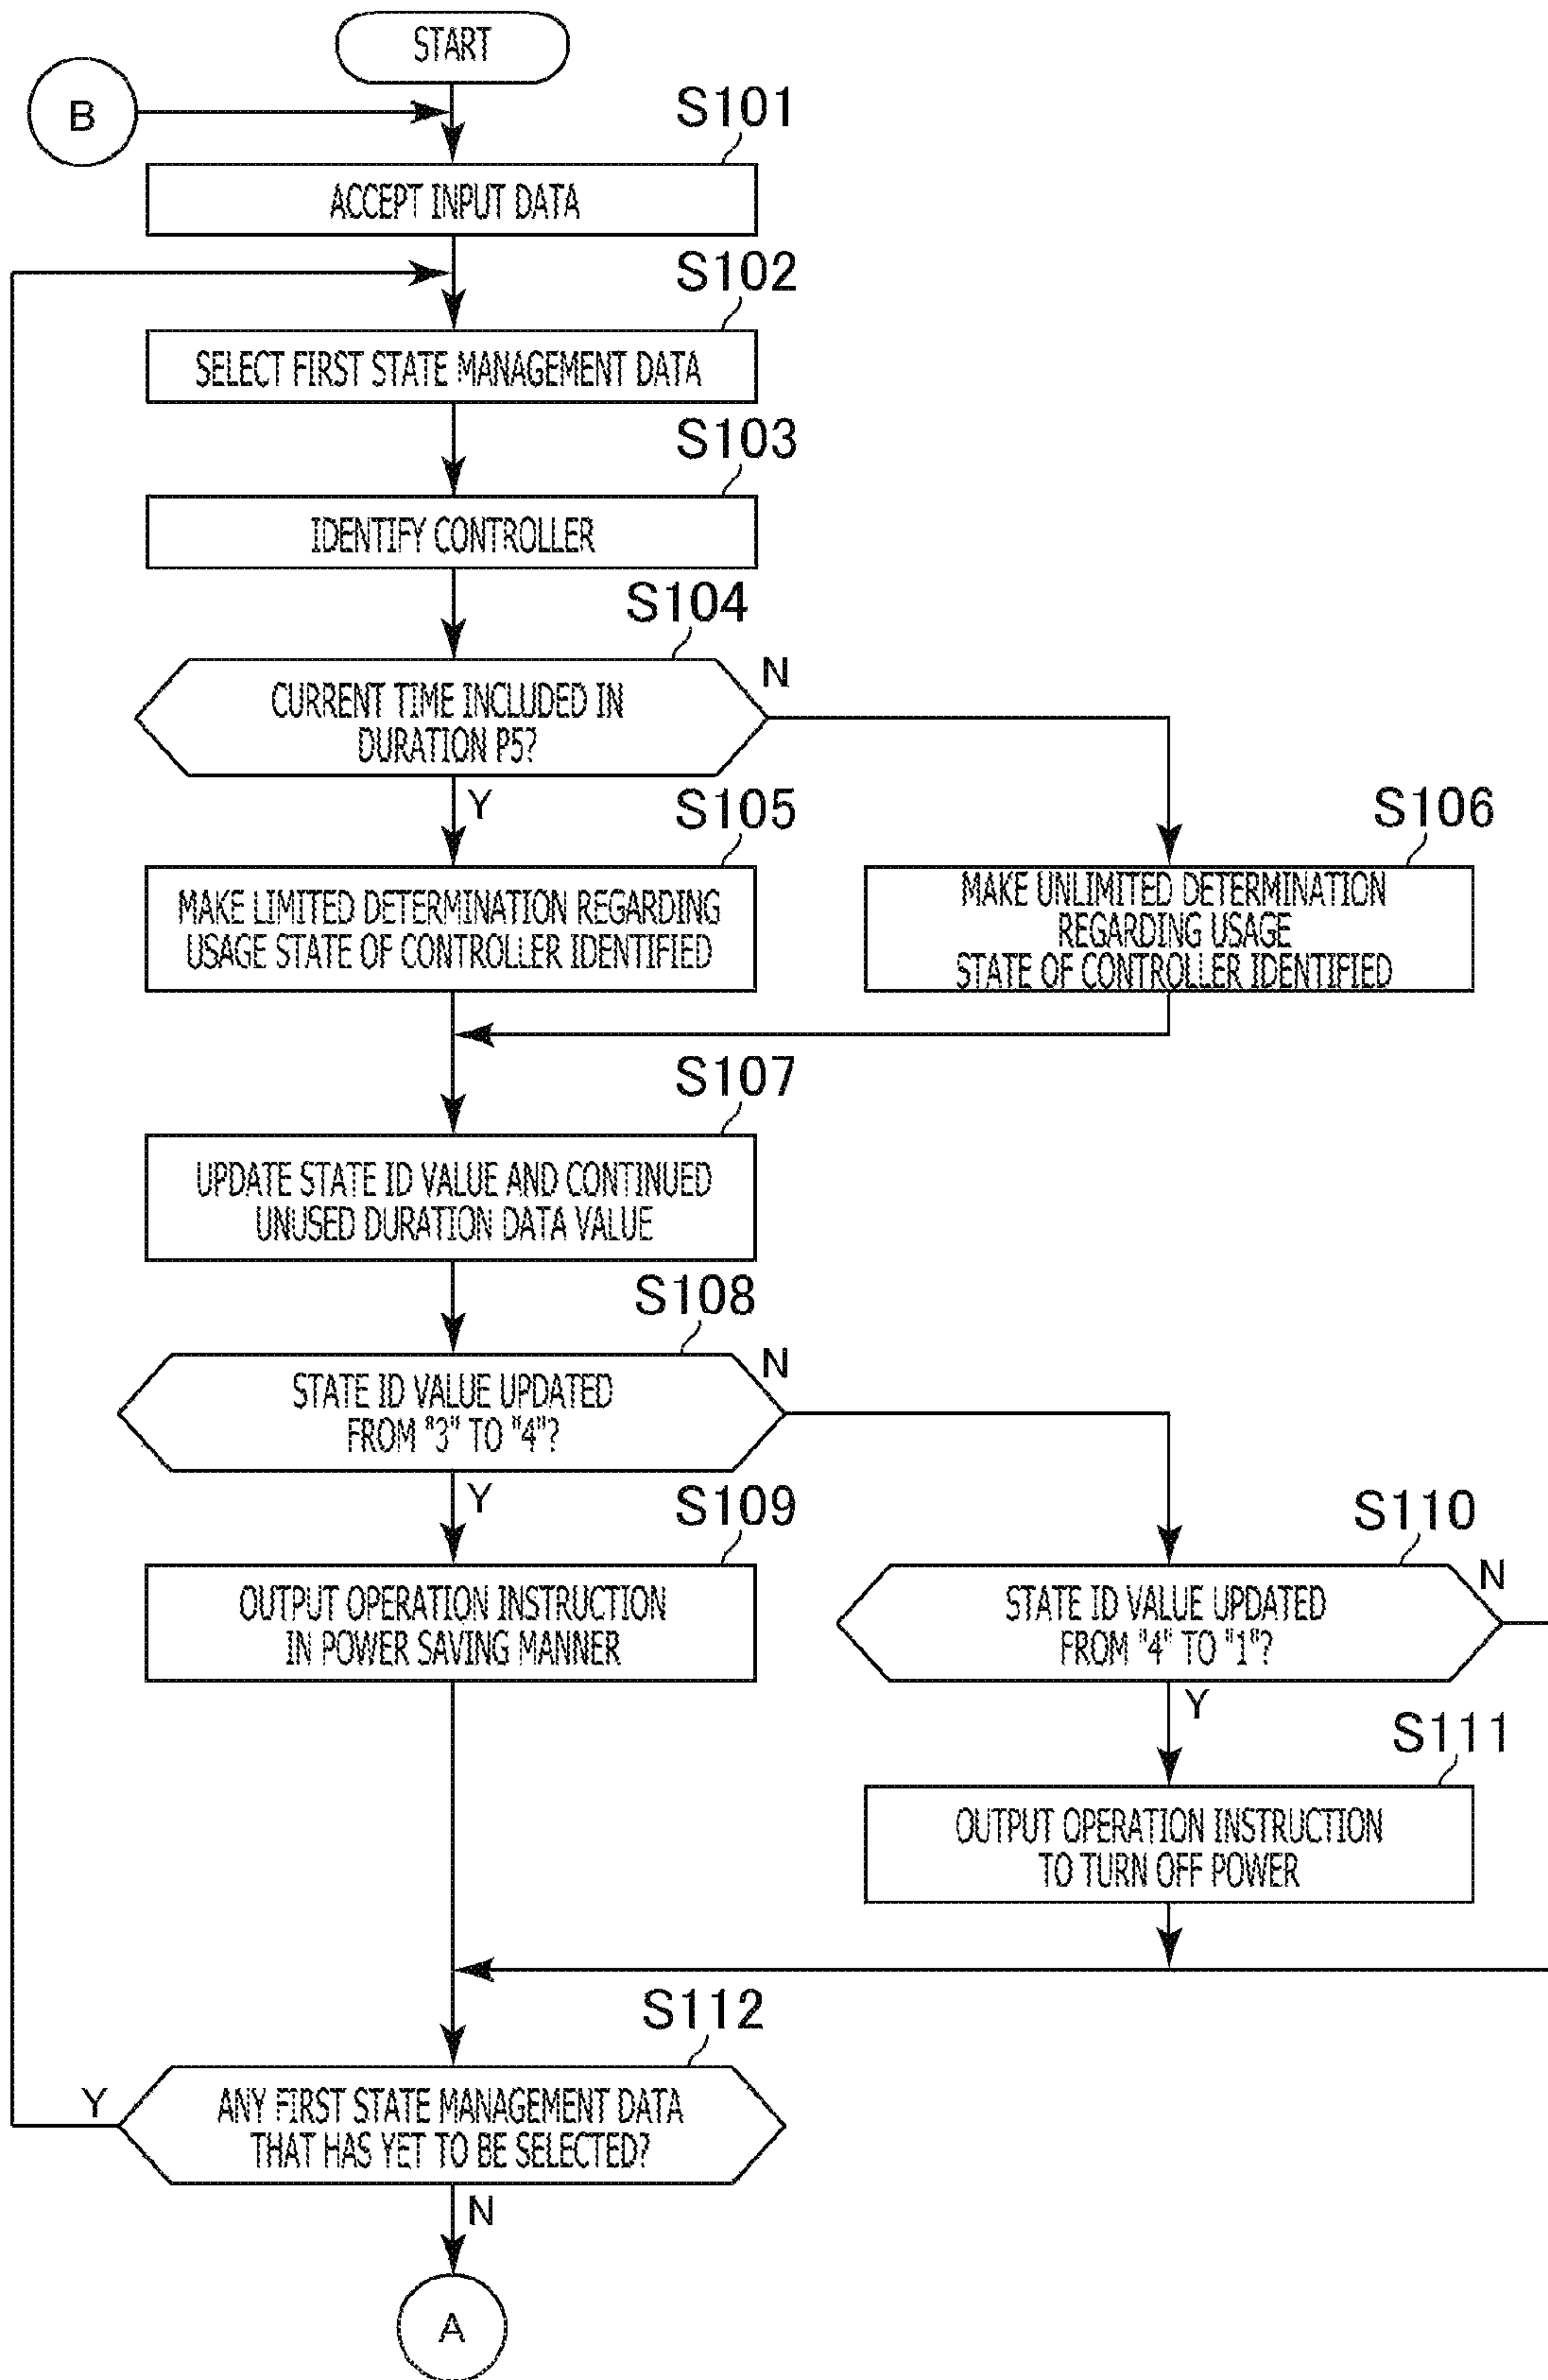 START
B
S101
ACCEPT INPUT DATA
S102
SELECT FIRST STATE MANAGEMENT DATA
S103
IDENTIFY CONTROLLER
S104
CURRENT TIME INCLUDED IN
DURATION P5?
N
Y
S105
MAKE LIMITED DETERMINATION REGARDING
USAGE STATE OF CONTROLLER IDENTIFIED
S106
MAKE UNLIMITED DETERMINATION
REGARDING USAGE
STATE OF CONTROLLER IDENTIFIED
S107
UPDATE STATE ID VALUE AND CONTINUED
UNUSED DURATION DATA VALUE
S108
STATE ID VALUE UPDATED
FROM "3" TO "4"?
N
Y
S109
OUTPUT OPERATION INSTRUCTION
IN POWER SAVING MANNER
S110
STATE ID VALUE UPDATED
FROM "4" TO "1"?
N
Y
S111
OUTPUT OPERATION INSTRUCTION
TO TURN OFF POWER
S112
ANY FIRST STATE MANAGEMENT DATA
THAT HAS YET TO BE SELECTED?
Y
N
A